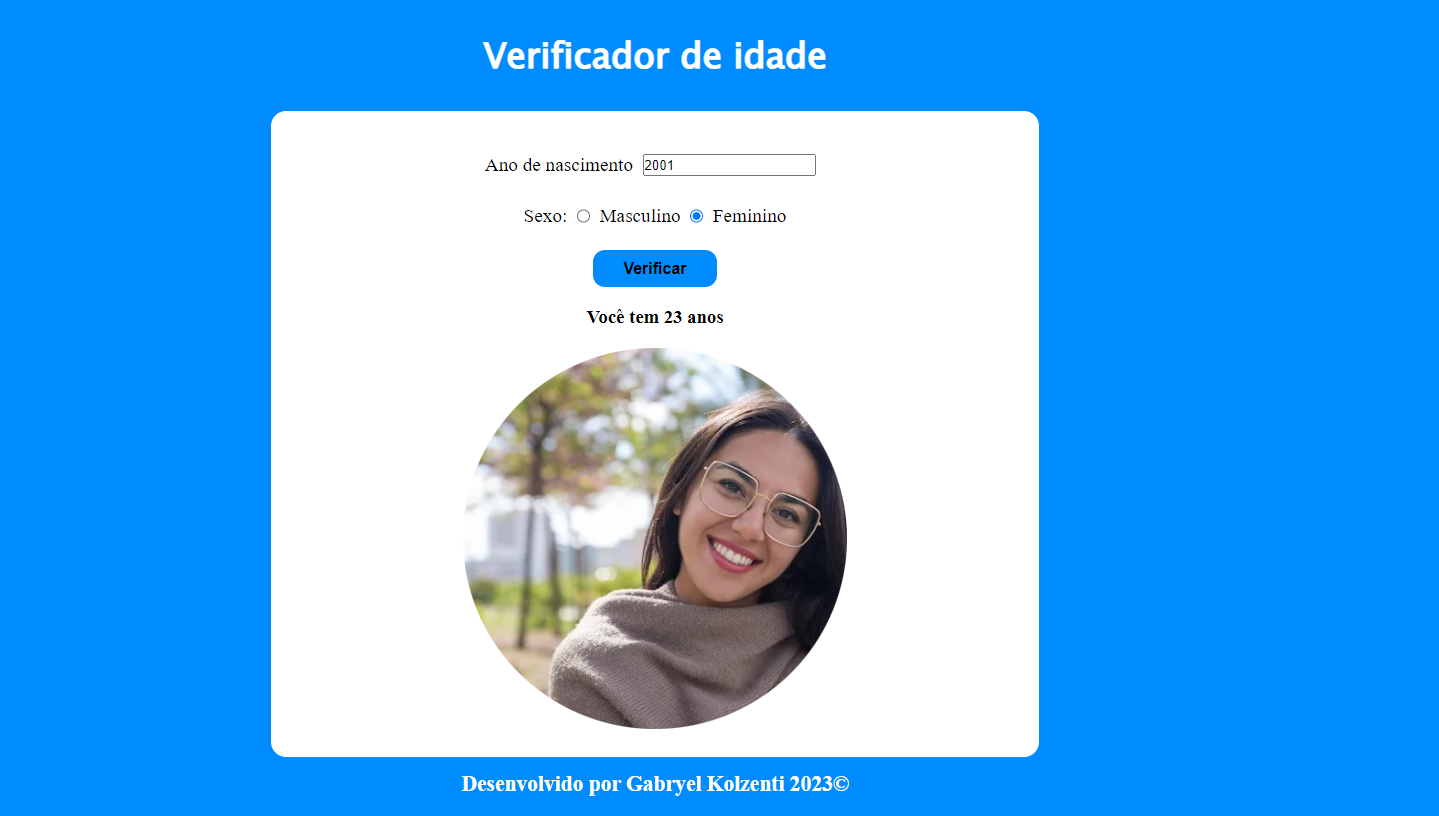 Verificador de idade
Ano de nascimento 2001
Sexo: Masculino Feminino
Verificar
Você tem 23 anos
Desenvolvido por Gabryel Kolzenti 2023©